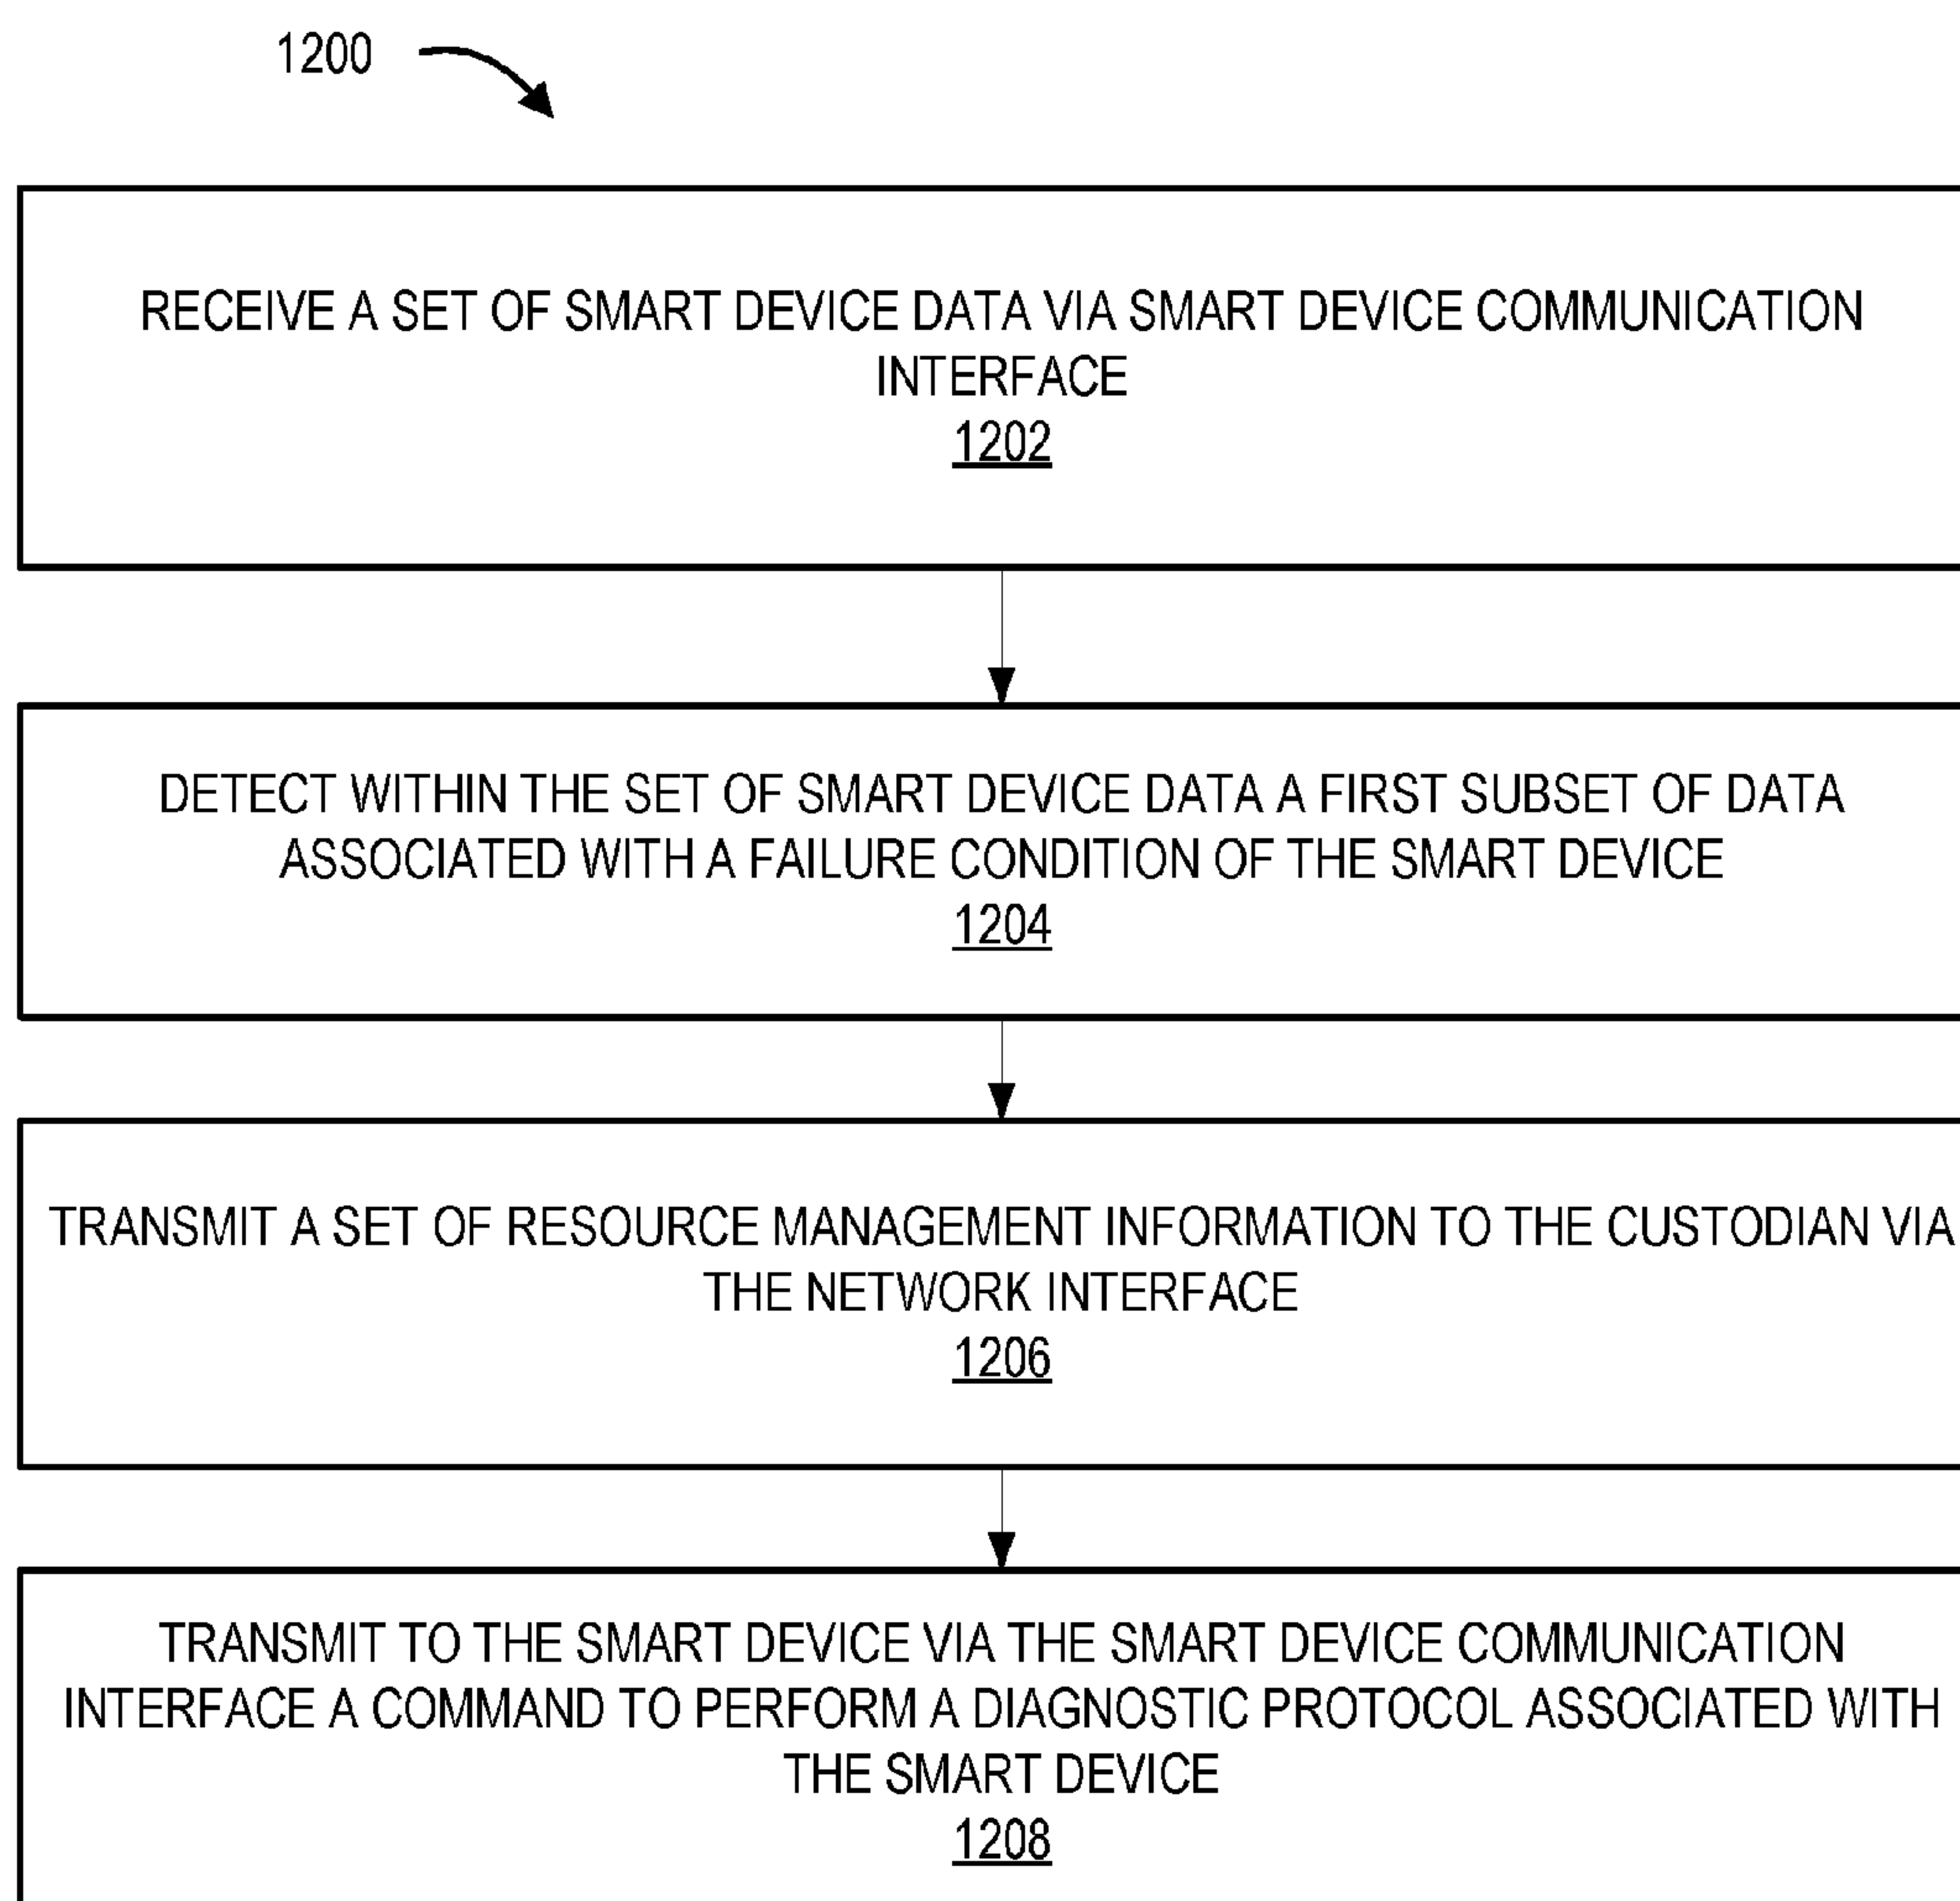 1200
RECEIVE A SET OF SMART DEVICE DATA VIA SMART DEVICE COMMUNICATION
INTERFACE
1202
DETECT WITHIN THE SET OF SMART DEVICE DATA A FIRST SUBSET OF DATA
ASSOCIATED WITH A FAILURE CONDITION OF THE SMART DEVICE
1204
TRANSMIT A SET OF RESOURCE MANAGEMENT INFORMATION TO THE CUSTODIAN VIA
THE NETWORK INTERFACE
1206
TRANSMIT TO THE SMART DEVICE VIA THE SMART DEVICE COMMUNICATION
INTERFACE A COMMAND TO PERFORM A DIAGNOSTIC PROTOCOL ASSOCIATED WITH
THE SMART DEVICE
1208